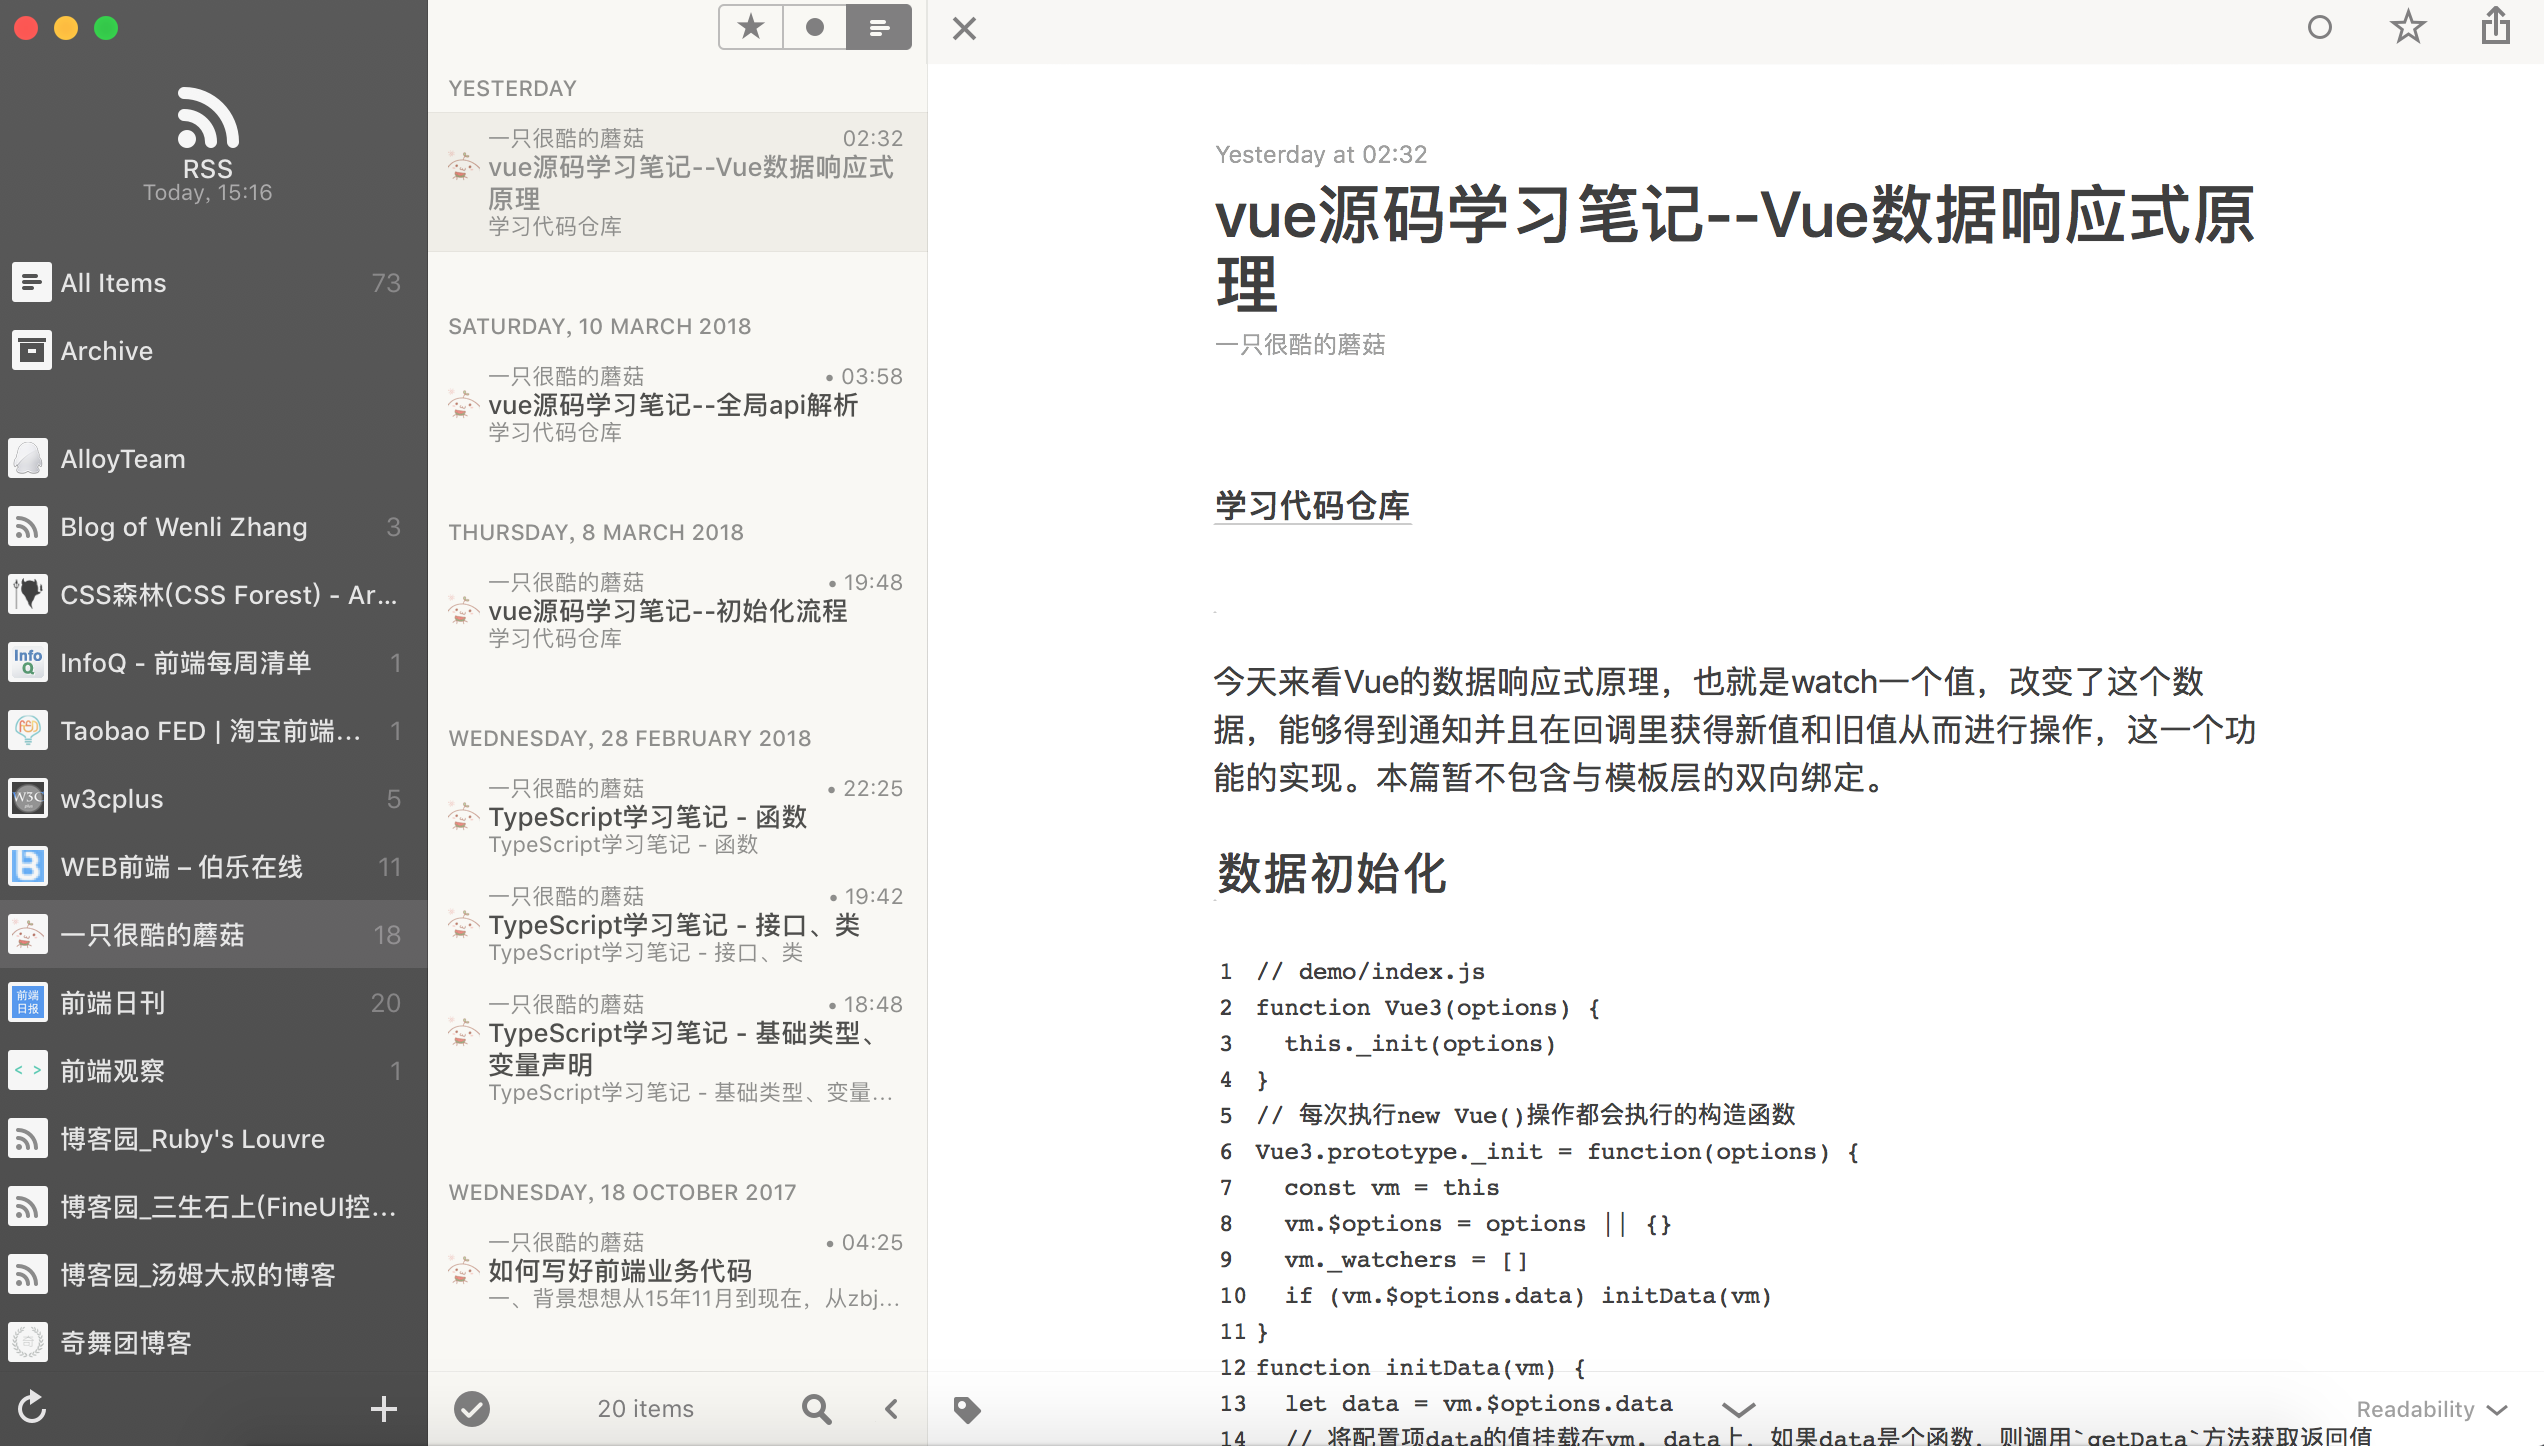 RSS
Today, 15:16
All Items 73
Archive
AlloyTeam
Blog of Wenli Zhang 3
CSS森林(CSS Forest) - Ar...
InfoQ - 前端每周清单 1
Taobao FED | 淘宝前端... 1
w3cplus 5
WEB前端 – 伯乐在线 11
一只很酷的蘑菇 18
前端日刊 20
前端观察 1
博客园_Ruby's Louvre
博客园_三生石上(FineUI控...
博客园_汤姆大叔的博客
奇舞团博客
YESTERDAY
一只很酷的蘑菇 02:32
vue源码学习笔记--Vue数据响应式
原理
学习代码仓库
SATURDAY, 10 MARCH 2018
一只很酷的蘑菇 • 03:58
vue源码学习笔记--全局api解析
学习代码仓库
THURSDAY, 8 MARCH 2018
一只很酷的蘑菇 • 19:48
vue源码学习笔记--初始化流程
学习代码仓库
WEDNESDAY, 28 FEBRUARY 2018
一只很酷的蘑菇 • 22:25
TypeScript学习笔记 - 函数
TypeScript学习笔记 - 函数
一只很酷的蘑菇 • 19:42
TypeScript学习笔记 - 接口、类
TypeScript学习笔记 - 接口、类
一只很酷的蘑菇 • 18:48
TypeScript学习笔记 - 基础类型、
变量声明
TypeScript学习笔记 - 基础类型、变量...
WEDNESDAY, 18 OCTOBER 2017
一只很酷的蘑菇 • 04:25
如何写好前端业务代码
一、背景想想从15年11月到现在，从zbj...
20 items
Yesterday at 02:32
vue源码学习笔记--Vue数据响应式原
理
一只很酷的蘑菇
学习代码仓库
今天来看Vue的数据响应式原理，也就是watch一个值，改变了这个数
据，能够得到通知并且在回调里获得新值和旧值从而进行操作，这一个功
能的实现。本篇暂不包含与模板层的双向绑定。
数据初始化
1 // demo/index.js
2 function Vue3(options) {
3   this._init(options)
4 }
5 // 每次执行new Vue()操作都会执行的构造函数
6 Vue3.prototype._init = function(options) {
7   const vm = this
8   vm.$options = options || {}
9   vm._watchers = []
10   if (vm.$options.data) initData(vm)
11 }
12 function initData(vm) {
13   let data = vm.$options.data
14   // 将配置项data的值挂载在vm._data上，如果data是个函数，则调用`getData`方法获取返回值
Readability